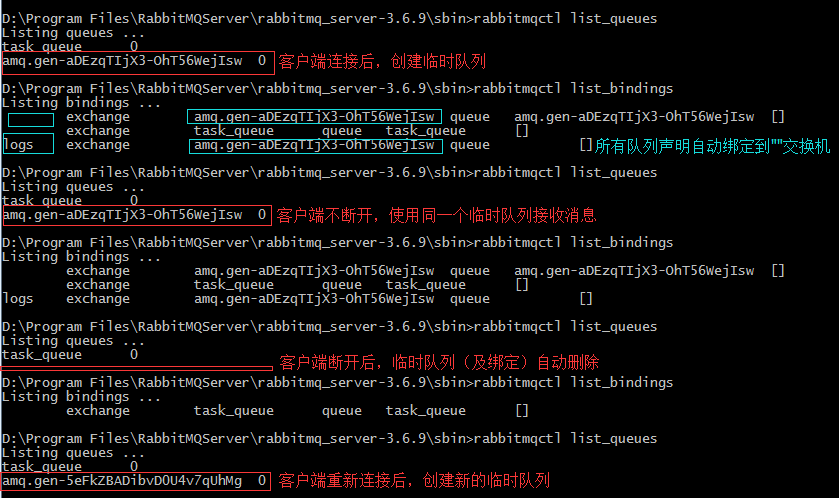 D:\Program Files\RabbitMQServer\rabbitmq_server-3.6.9\sbin>rabbitmqctl list_queues
Listing queues ...
task_queue 0
amq.gen-aDEzqTIjX3-OhT56WejIsw 0 客户端连接后，创建临时队列
D:\Program Files\RabbitMQServer\rabbitmq_server-3.6.9\sbin>rabbitmqctl list_bindings
Listing bindings ...
exchange amq.gen-aDEzqTIjX3-OhT56WejIsw queue amq.gen-aDEzqTIjX3-OhT56WejIsw []
exchange task_queue queue task_queue []
logs exchange amq.gen-aDEzqTIjX3-OhT56WejIsw queue [] 所有队列声明自动绑定到""交换机
D:\Program Files\RabbitMQServer\rabbitmq_server-3.6.9\sbin>rabbitmqctl list_queues
Listing queues ...
task_queue 0
amq.gen-aDEzqTIjX3-OhT56WejIsw 0 客户端不断开，使用同一个临时队列接收消息
D:\Program Files\RabbitMQServer\rabbitmq_server-3.6.9\sbin>rabbitmqctl list_bindings
Listing bindings ...
exchange amq.gen-aDEzqTIjX3-OhT56WejIsw queue amq.gen-aDEzqTIjX3-OhT56WejIsw []
exchange task_queue queue task_queue []
logs exchange amq.gen-aDEzqTIjX3-OhT56WejIsw queue []
D:\Program Files\RabbitMQServer\rabbitmq_server-3.6.9\sbin>rabbitmqctl list_queues
Listing queues ...
task_queue 0
客户端断开后，临时队列（及绑定）自动删除
D:\Program Files\RabbitMQServer\rabbitmq_server-3.6.9\sbin>rabbitmqctl list_bindings
Listing bindings ...
exchange task_queue queue task_queue []
D:\Program Files\RabbitMQServer\rabbitmq_server-3.6.9\sbin>rabbitmqctl list_queues
Listing queues ...
task_queue 0
amq.gen-5eFkZBADibvDOU4v7qUhMg 0 客户端重新连接后，创建新的临时队列